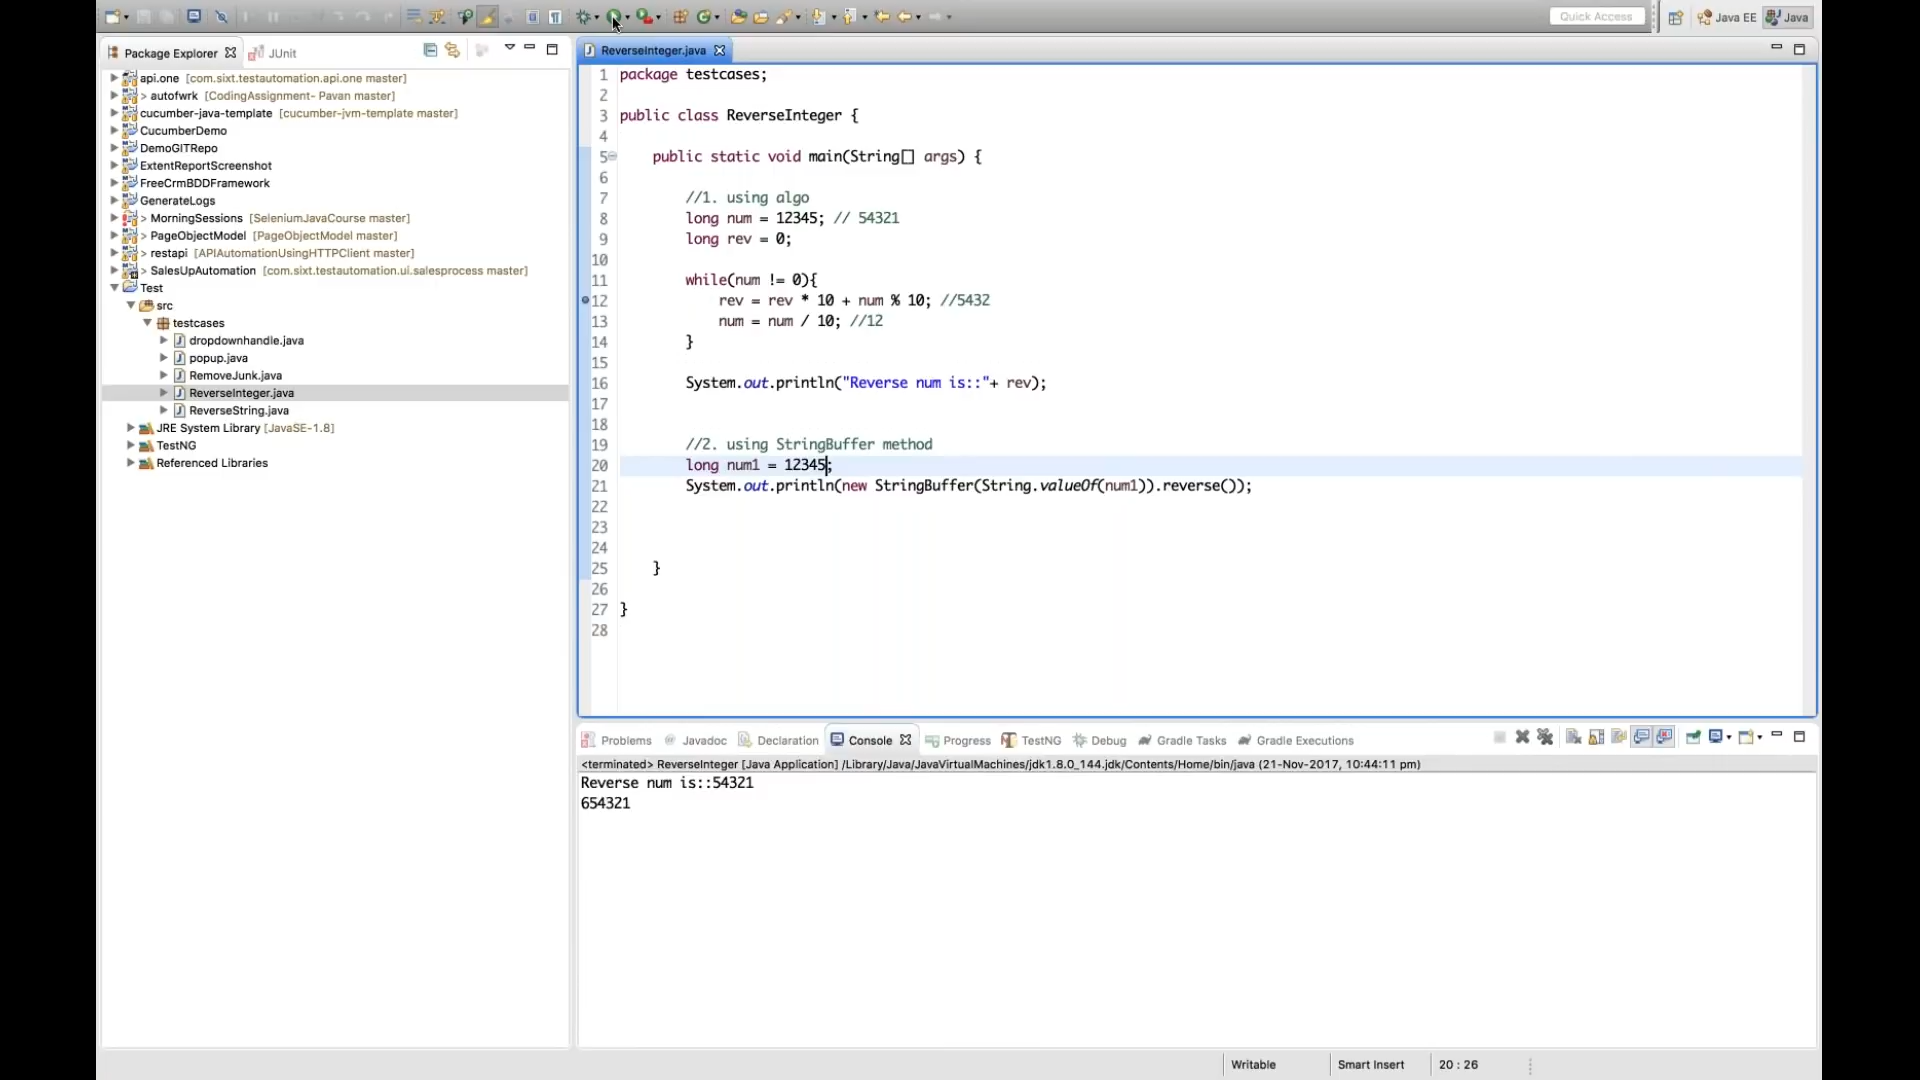 Quick Access
Java EE
Java
Package Explorer
JUnit
api.one [com.sixt.testautomation.api.one master]
> autofwrk [CodingAssignment- Pavan master]
cucumber-java-template [cucumber-jvm-template master]
CucumberDemo
DemoGITRepo
ExtentReportScreenshot
FreeCrmBDDFramework
GenerateLogs
> MorningSessions [SeleniumJavaCourse master]
> PageObjectModel [PageObjectModel master]
> restapi [APIAutomationUsingHTTPClient master]
> SalesUpAutomation [com.sixt.testautomation.ui.salesprocess master]
Test
src
testcases
dropdownhandle.java
popup.java
RemoveJunk.java
ReverseInteger.java
ReverseString.java
JRE System Library [JavaSE-1.8]
TestNG
Referenced Libraries
ReverseInteger.java
1 package testcases;
2
3 public class ReverseInteger {
4
5 public static void main(String[] args) {
6
7 //1. using algo
8 long num = 12345; // 54321
9 long rev = 0;
10
11 while(num != 0){
12 rev = rev * 10 + num % 10; //5432
13 num = num / 10; //12
14 }
15
16 System.out.println("Reverse num is::"+ rev);
17
18
19 //2. using StringBuffer method
20 long num1 = 12345;
21 System.out.println(new StringBuffer(String.valueOf(num1)).reverse());
22
23
24
25 }
26
27 }
28
Problems
Javadoc
Declaration
Console
Progress
TestNG
Debug
Gradle Tasks
Gradle Executions
<terminated> ReverseInteger [Java Application] /Library/Java/JavaVirtualMachines/jdk1.8.0_144.jdk/Contents/Home/bin/java (21-Nov-2017, 10:44:11 pm)
Reverse num is::54321
654321
Writable
Smart Insert
20 : 26